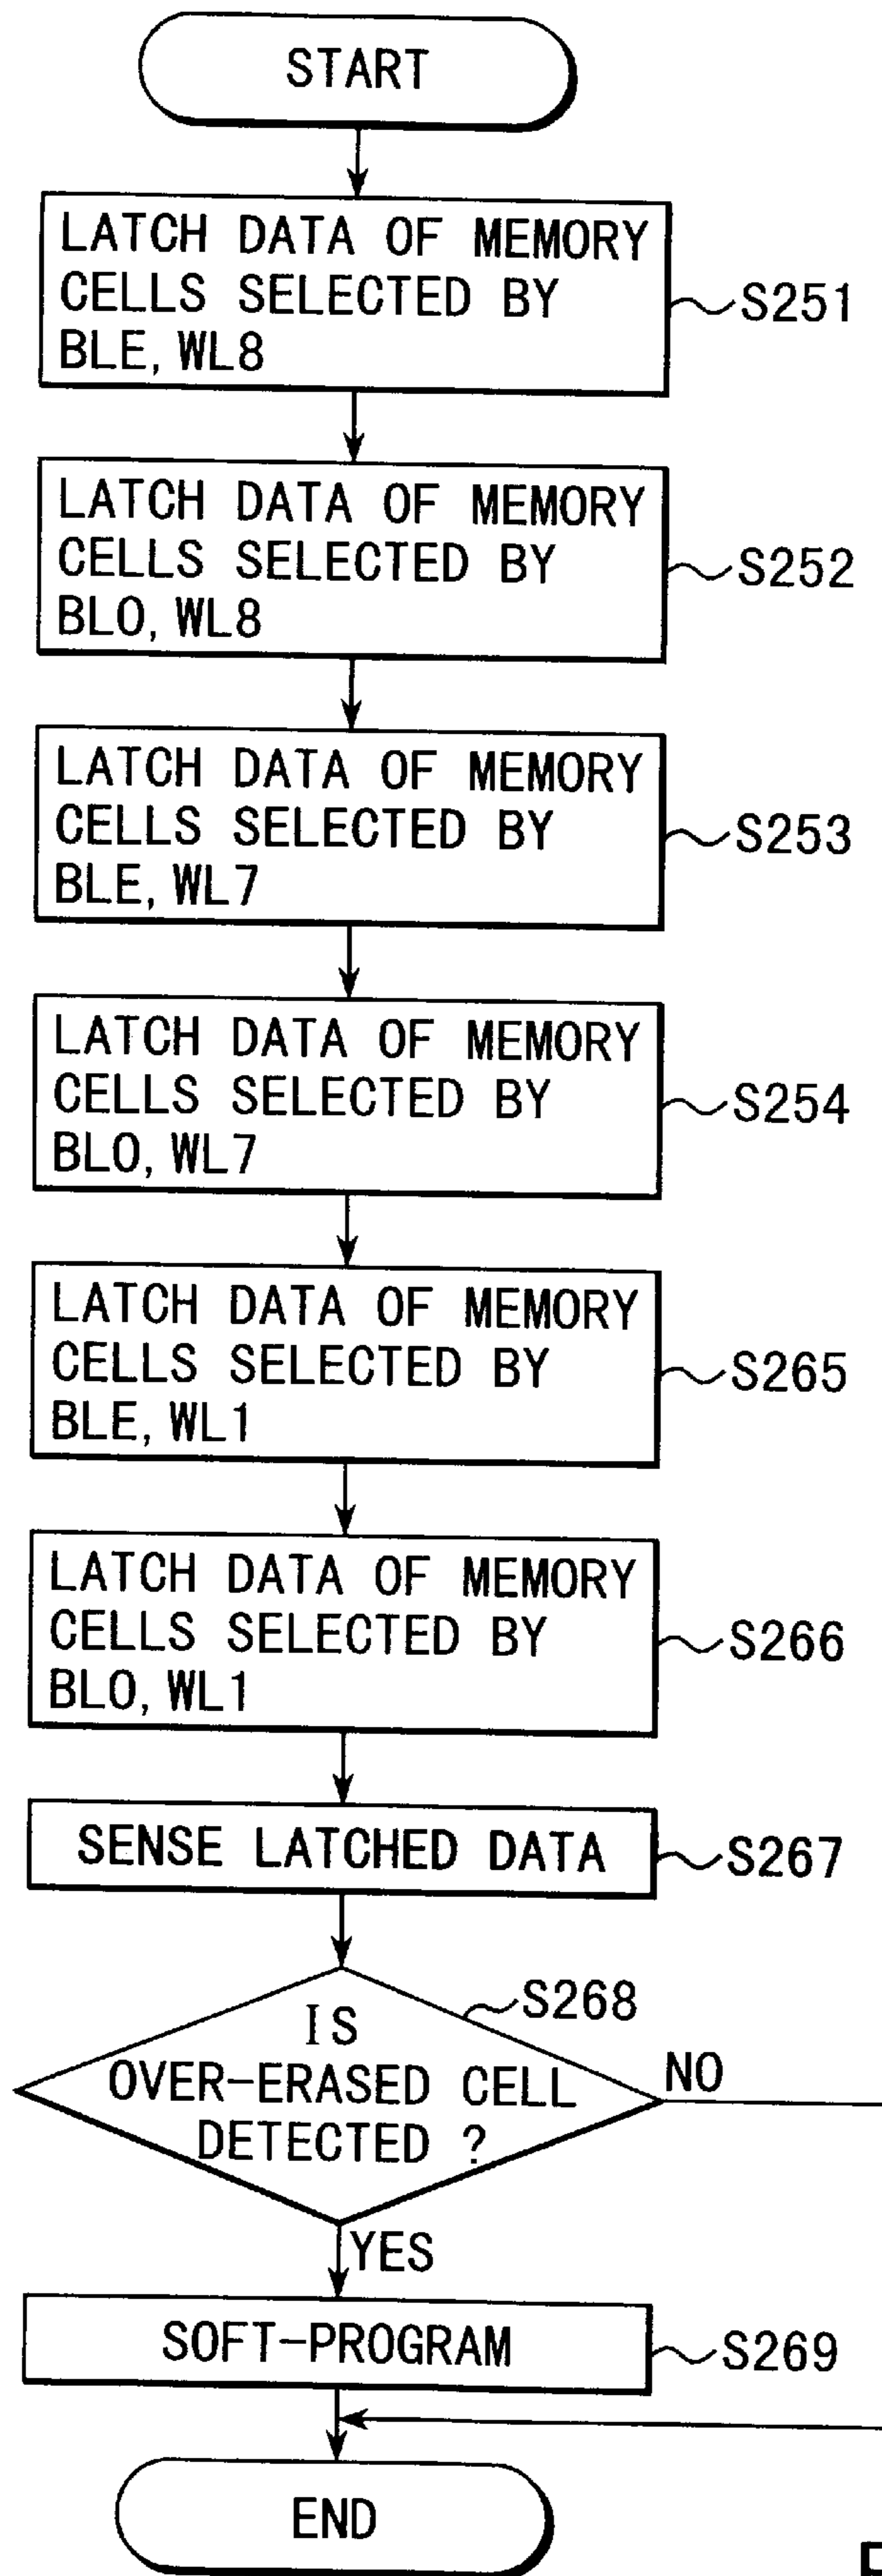 START
LATCH DATA OF MEMORY
CELLS SELECTED BY
BLE, WL8
S251
LATCH DATA OF MEMORY
CELLS SELECTED BY
BLO, WL8
S252
LATCH DATA OF MEMORY
CELLS SELECTED BY
BLE, WL7
S253
LATCH DATA OF MEMORY
CELLS SELECTED BY
BLO, WL7
S254
LATCH DATA OF MEMORY
CELLS SELECTED BY
BLE, WL1
S265
LATCH DATA OF MEMORY
CELLS SELECTED BY
BLO, WL1
S266
SENSE LATCHED DATA
S267
S268
IS
OVER-ERASED CELL
DETECTED ?
NO
YES
SOFT-PROGRAM
S269
END